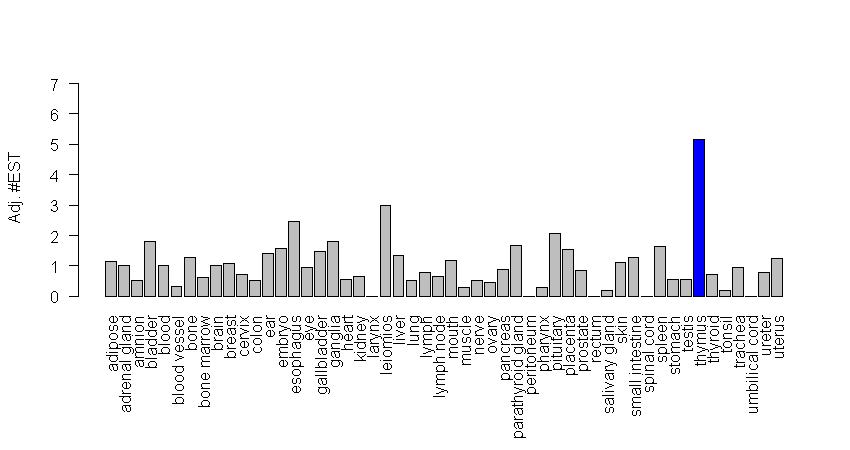 7
6
5
4
3
2
1
0
Adj. #EST
adipose
adrenal gland
amnion
bladder
blood
blood vessel
bone
bone marrow
brain
breast
cervix
colon
ear
embryo
esophagus
eye
gallbladder
ganglia
heart
kidney
larynx
leiomios
liver
lung
lymph
lymph node
mouth
muscle
nerve
ovary
pancreas
parathyroid gland
peritoneum
pharynx
pituitary
placenta
prostate
rectum
salivary gland
skin
small intestine
spinal cord
spleen
stomach
testis
thymus
thyroid
tonsil
trachea
umbilical cord
ureter
uterus